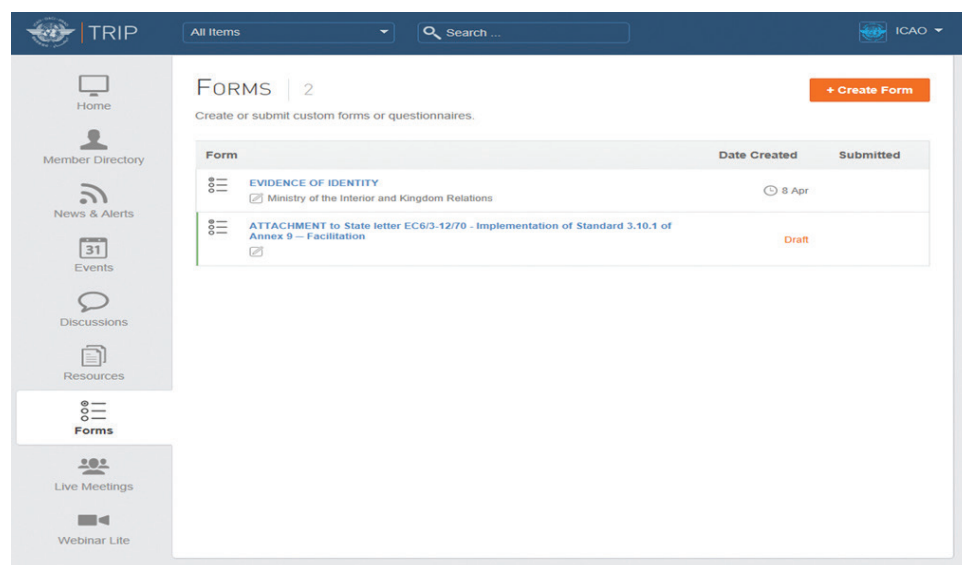 TRIP
All Items
Search ...
ICAO
Home
Member Directory
News & Alerts
31
Events
Discussions
Resources
Forms
Live Meetings
Webinar Lite
FORMS | 2
+ Create Form
Create or submit custom forms or questionnaires.
Form Date Created Submitted
EVIDENCE OF IDENTITY
Ministry of the Interior and Kingdom Relations
8 Apr
ATTACHMENT to State letter EC6/3-12/70 - Implementation of Standard 3.10.1 of
Annex 9 – Facilitation
Draft